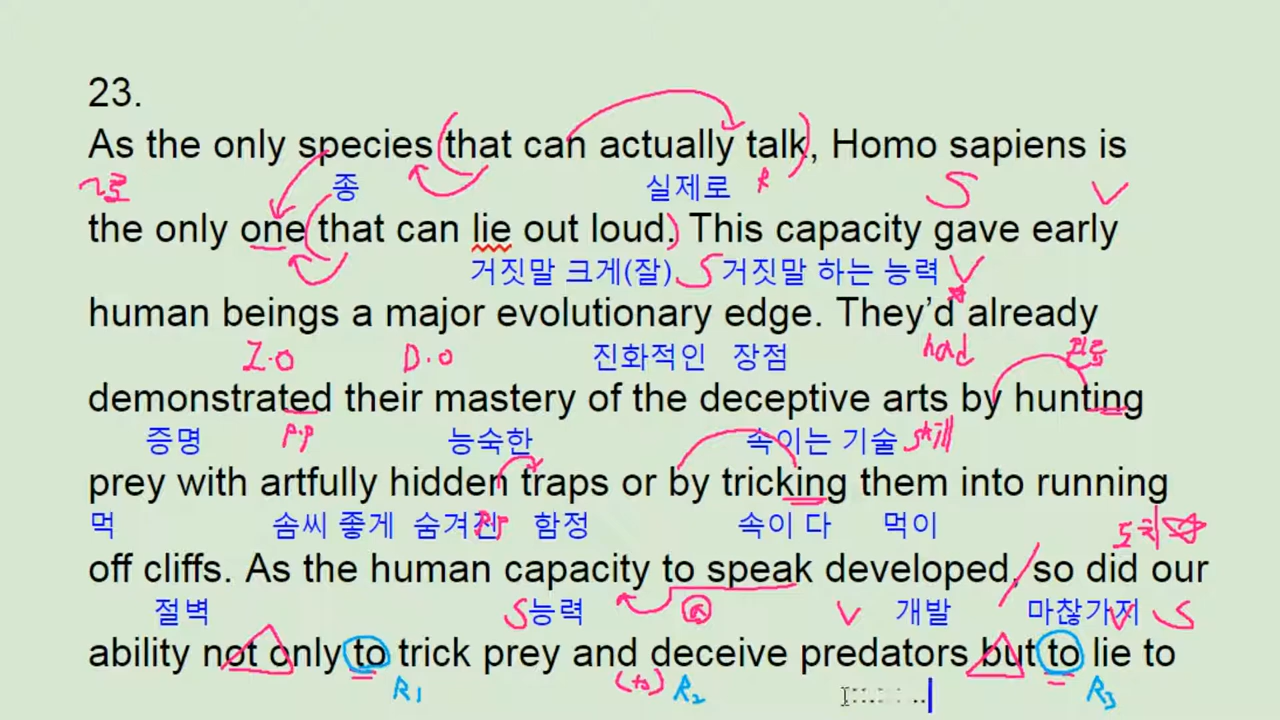 23.
As the only species (that can actually talk), Homo sapiens is
~로 종 실제로 R S V
the only one (that can lie out loud.) This capacity gave early
거짓말 크게(잘) S 거짓말 하는 능력 V
human beings a major evolutionary edge. They’d already
I.O D.O 진화적인 장점 had
demonstrated their mastery of the deceptive arts by hunting
증명 p.p 능숙한 속이는 기술 skill
prey with artfully hidden traps or by tricking them into running
먹 솜씨 좋게 숨겨진 함정 속이 다 먹이
off cliffs. As the human capacity to speak developed, so did our
절벽 S 능력 V 개발 마찮가지 V S
ability not only to trick prey and deceive predators but to lie to
R1 (to) R2 R3